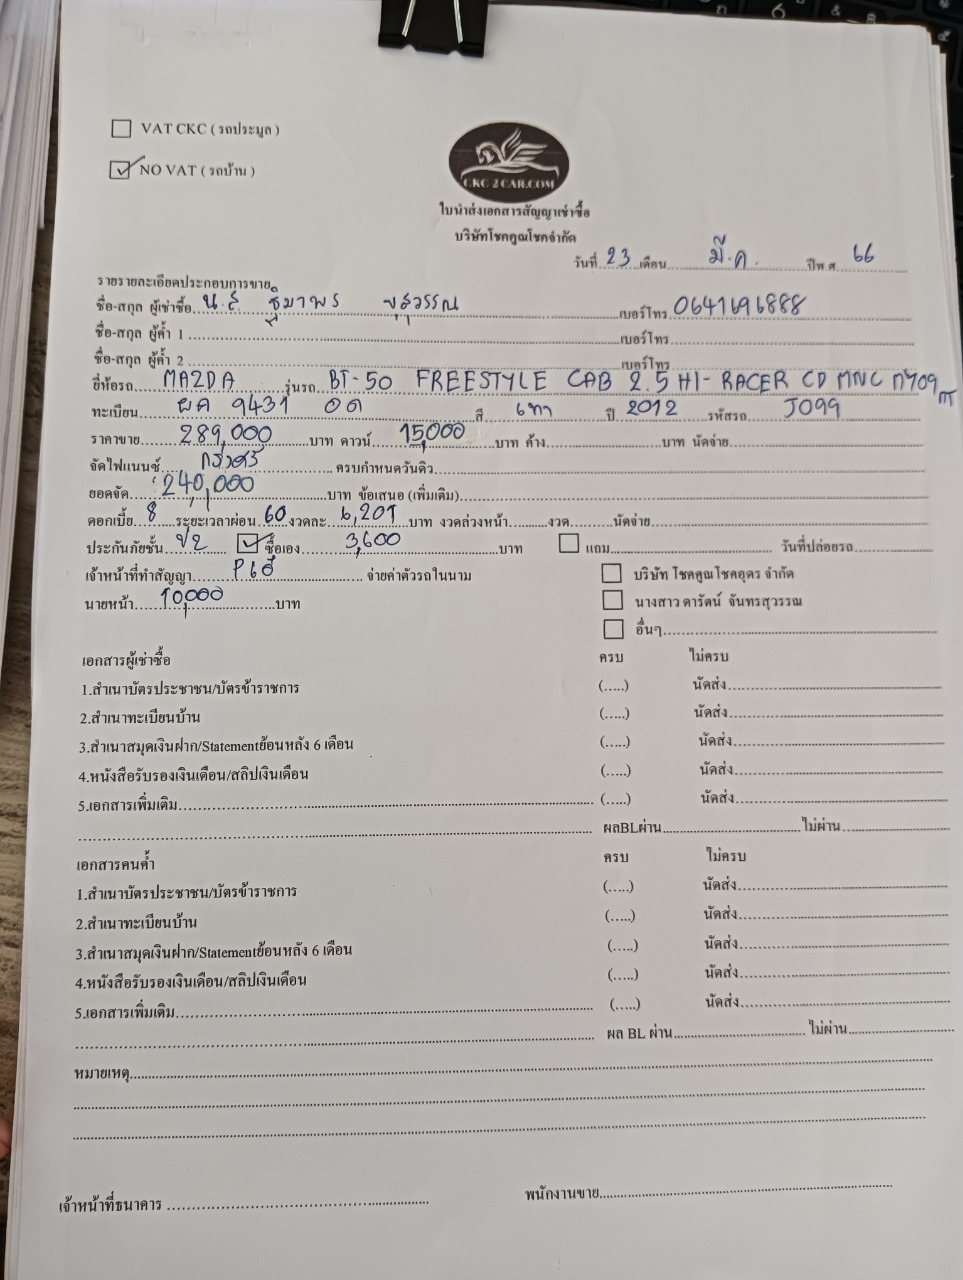 VAT CKC ( รถประมูล )
NO VAT ( รถบ้าน )
CKC 2 CAR.COM
ใบนำส่งเอกสารสัญญาเช่าซื้อ
บริษัทโชคคูณโชคจำกัด
วันที่ 23 เดือน มี.ค. ปีพ.ศ. 66
รายรายละเอียดประกอบการขาย
ชื่อ-สกุล ผู้เช่าซื้อ น.ส ฐิมาพร เบอร์โทร 0641696888
ชื่อ-สกุล ผู้ค้ำ 1 เบอร์โทร
ชื่อ-สกุล ผู้ค้ำ 2 เบอร์โทร
ยี่ห้อรถ MAZDA รุ่นรถ BT-50 FREESTYLE CAB 2.5 HI-RACER CD MNC
ทะเบียน ผค 9431 อด สี เทา ปี 2012 รหัสรถ J099
ราคาขาย 289,000 บาท ดาวน์ 15,000 บาท ค้าง บาท นัดจ่าย
จัดไฟแนนซ์ กรุงศรี ครบกำหนดวันดิว
ยอดจัด 240,000 บาท ข้อเสนอ (เพิ่มเติม)
ดอกเบี้ย 8 ระยะเวลาผ่อน 60 งวดละ 6,207 บาท งวดล่วงหน้า งวด นัดจ่าย
ประกันภัยชั้น ป2 ซื้อเอง 3,600 บาท แถม วันที่ปล่อยรถ
เจ้าหน้าที่ทำสัญญา จ่ายค่าตัวรถในนาม บริษัท โชคคูณโชคอุดร จำกัด
นายหน้า 10,000 บาท นางสาว ดารัตน์ จันทรสุวรรณ
อื่นๆ
เอกสารผู้เช่าซื้อ ครบ ไม่ครบ
1.สำเนาบัตรประชาชน/บัตรข้าราชการ (.....) นัดส่ง
2.สำเนาทะเบียนบ้าน (.....) นัดส่ง
3.สำเนาสมุดเงินฝาก/Statementย้อนหลัง 6 เดือน (.....) นัดส่ง
4.หนังสือรับรองเงินเดือน/สลิปเงินเดือน (.....) นัดส่ง
5.เอกสารเพิ่มเติม (.....) นัดส่ง
ผลBLผ่าน ไม่ผ่าน
เอกสารคนค้ำ ครบ ไม่ครบ
1.สำเนาบัตรประชาชน/บัตรข้าราชการ (.....) นัดส่ง
2.สำเนาทะเบียนบ้าน (.....) นัดส่ง
3.สำเนาสมุดเงินฝาก/Statementย้อนหลัง 6 เดือน (.....) นัดส่ง
4.หนังสือรับรองเงินเดือน/สลิปเงินเดือน (.....) นัดส่ง
5.เอกสารเพิ่มเติม (.....) นัดส่ง
ผล BL ผ่าน ไม่ผ่าน
หมายเหตุ
เจ้าหน้าที่ธนาคาร พนักงานขาย